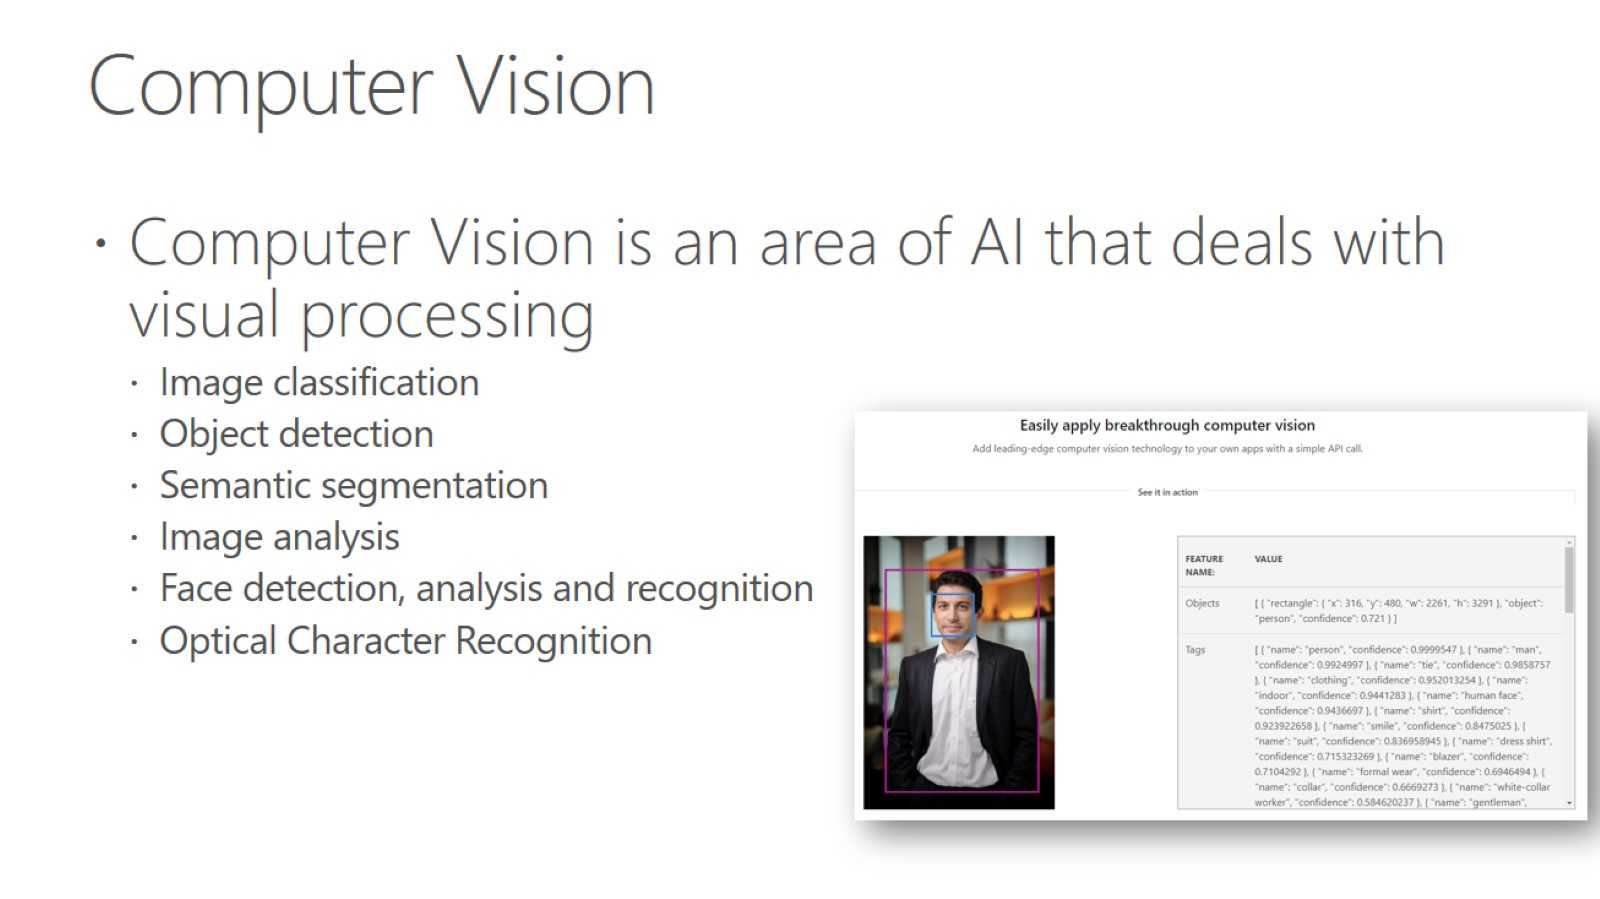 Computer Vision
• Computer Vision is an area of AI that deals with
visual processing
• Image classification
• Object detection
• Semantic segmentation
• Image analysis
• Face detection, analysis and recognition
• Optical Character Recognition
Easily apply breakthrough computer vision
Add leading-edge computer vision technology to your own apps with a simple API call.
See it in action
FEATURE NAME: VALUE
Objects [ { "rectangle": { "x": 316, "y": 480, "w": 2261, "h": 3291 }, "object":
"person", "confidence": 0.721 } ]
Tags [ { "name": "person", "confidence": 0.9999547 }, { "name": "man",
"confidence": 0.9924997 }, { "name": "tie", "confidence": 0.9858757
}, { "name": "clothing", "confidence": 0.952013254 }, { "name":
"indoor", "confidence": 0.9441283 }, { "name": "human face",
"confidence": 0.9436697 }, { "name": "shirt", "confidence":
0.923922658 }, { "name": "smile", "confidence": 0.8475025 }, {
"name": "suit", "confidence": 0.836958945 }, { "name": "dress shirt",
"confidence": 0.715323269 }, { "name": "blazer", "confidence":
0.7104292 }, { "name": "formal wear", "confidence": 0.6946494 }, {
"name": "collar", "confidence": 0.6669273 }, { "name": "white-collar
worker", "confidence": 0.584620237 }, { "name": "gentleman",